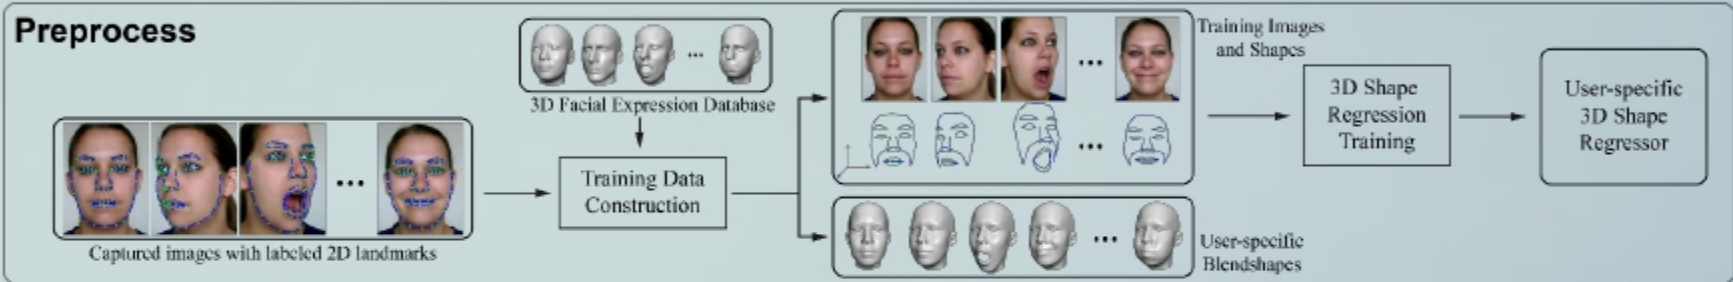 Preprocess
3D Facial Expression Database
Captured images with labeled 2D landmarks
Training Data
Construction
Training Images
and Shapes
User-specific
Blendshapes
3D Shape
Regression
Training
User-specific
3D Shape
Regressor